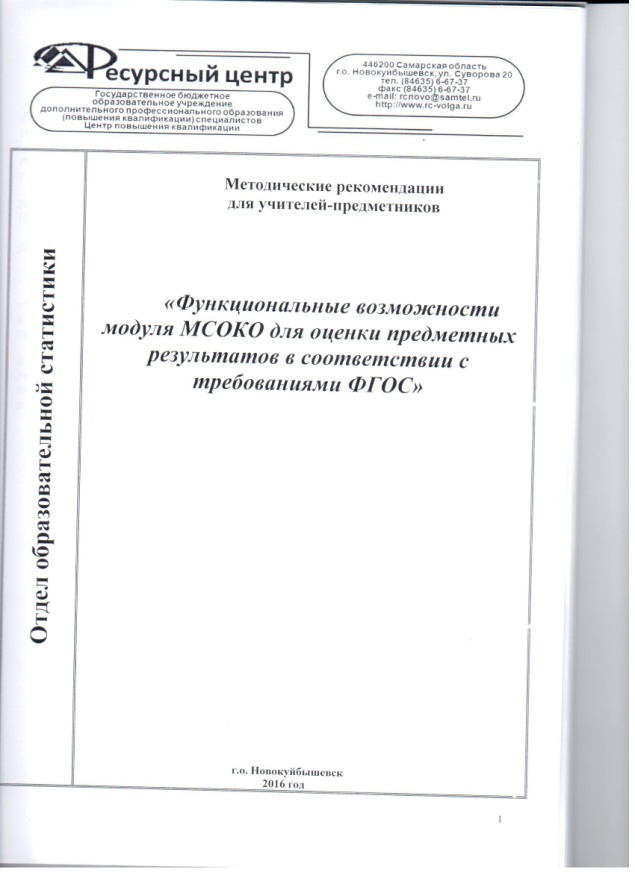 Ресурсный центр
Государственное бюджетное
образовательное учреждение
дополнительного профессионального образования
(повышения квалификации) специалистов
Центр повышения квалификации
446200 Самарская область
г.о. Новокуйбышевск, ул. Суворова 20
тел. (84635) 6-67-37
факс (84635) 6-67-37
e-mail: rcnovo@samtel.ru
http://www.rc-volga.ru
Отдел образовательной статистики
Методические рекомендации
для учителей-предметников
«Функциональные возможности
модуля МСОКО для оценки предметных
результатов в соответствии с
требованиями ФГОС»
г.о. Новокуйбышевск
2016 год
1